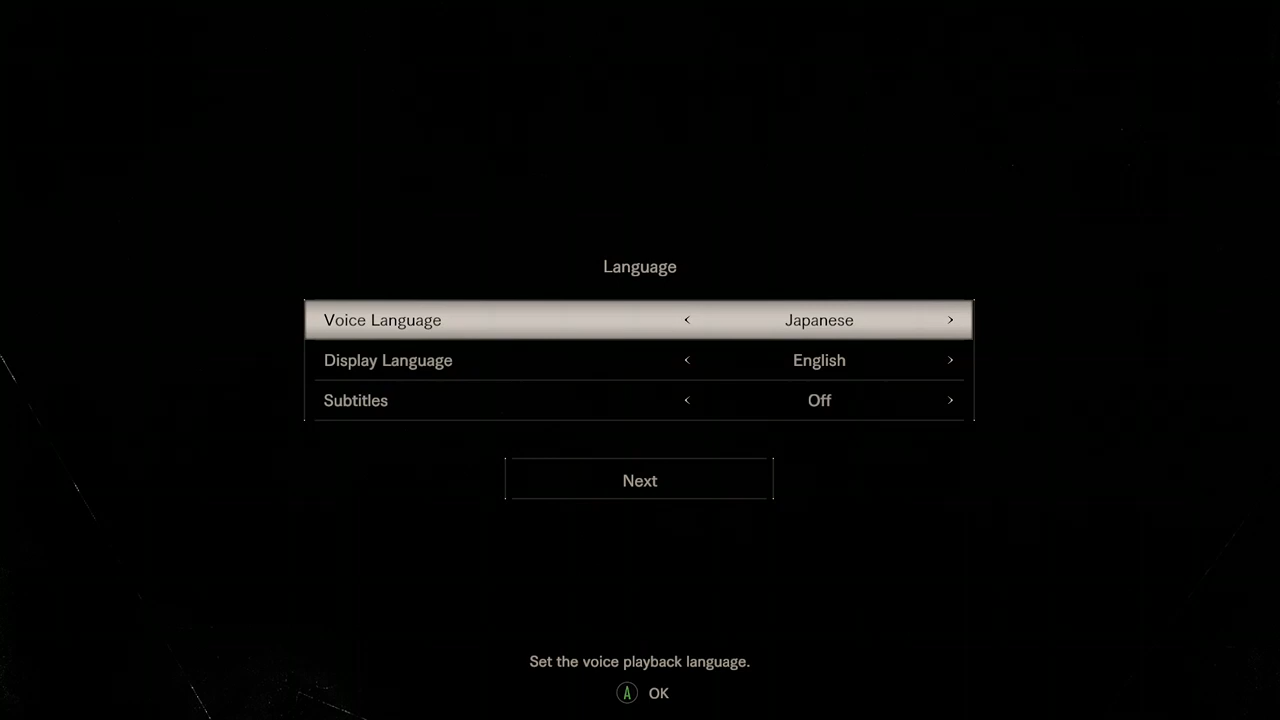 Language
Voice Language < Japanese >
Display Language < English >
Subtitles < Off >
Next
Set the voice playback language.
A OK